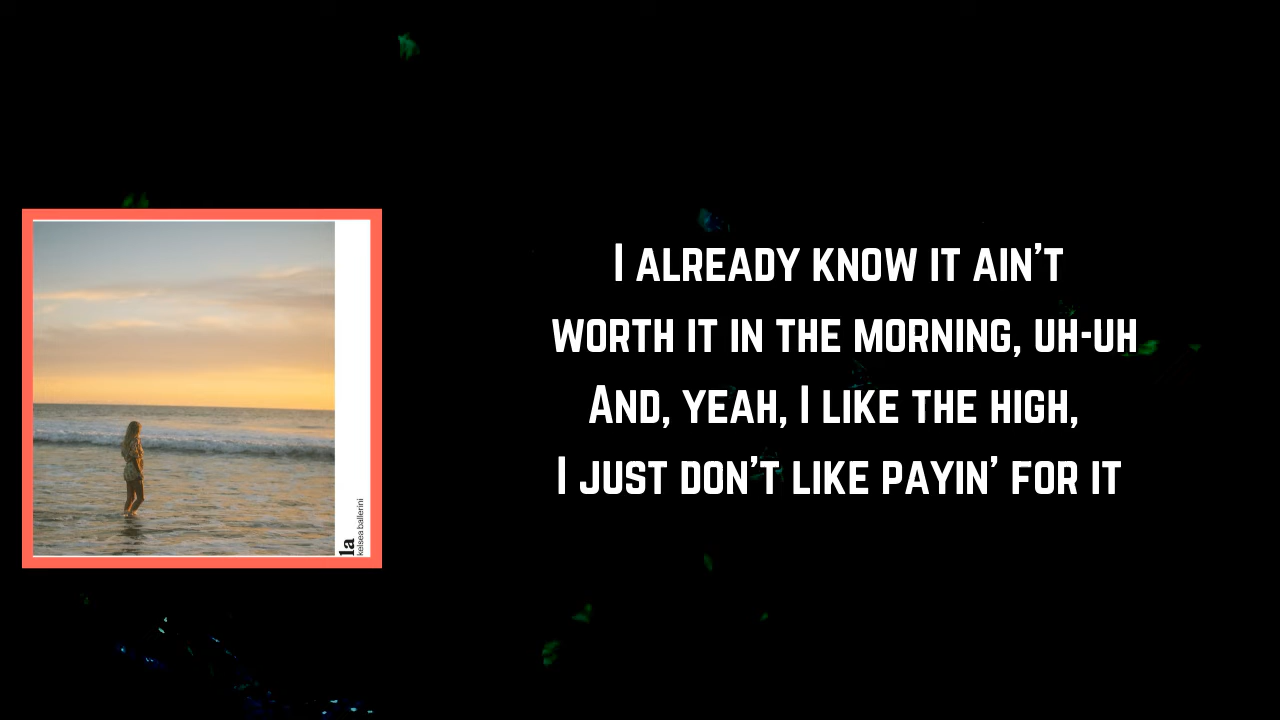 la
kelsea ballerini
I ALREADY KNOW IT AIN'T
WORTH IT IN THE MORNING, UH-UH
AND, YEAH, I LIKE THE HIGH,
I JUST DON'T LIKE PAYIN' FOR IT